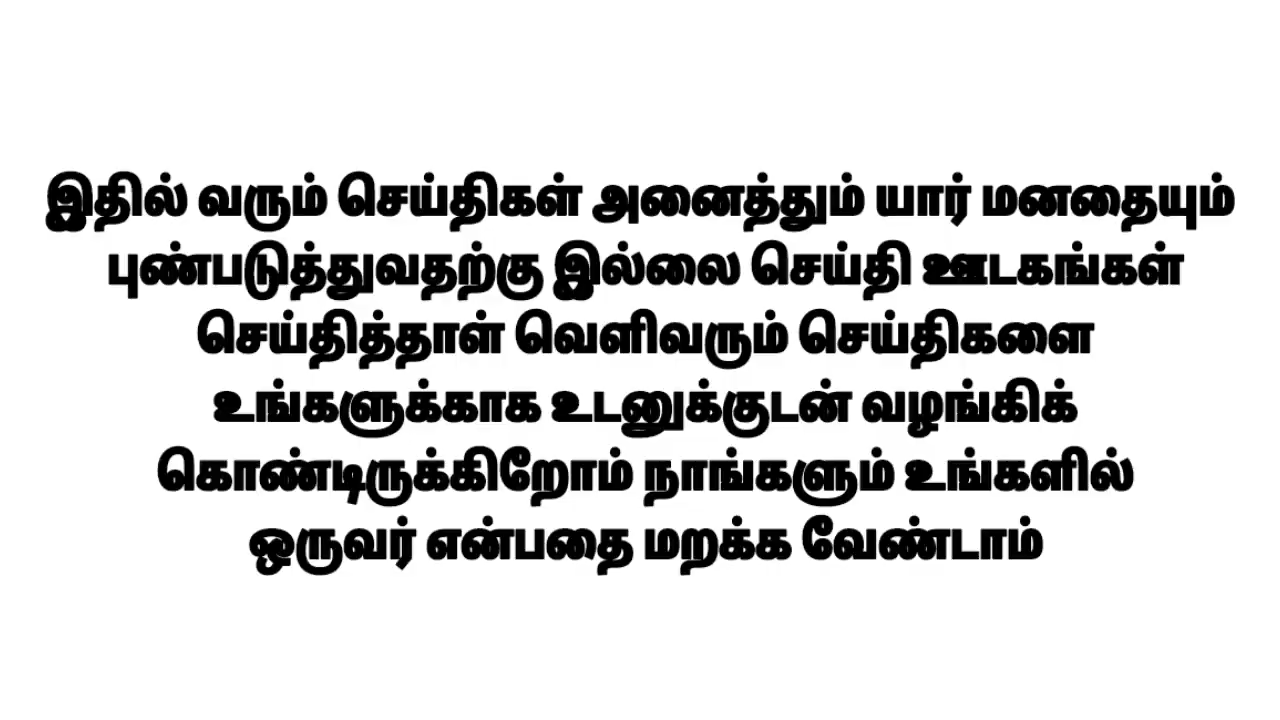 இதில் வரும் செய்திகள் அனைத்தும் யார் மனதையும்
புண்படுத்துவதற்கு இல்லை செய்தி ஊடகங்கள்
செய்தித்தாள் வெளிவரும் செய்திகளை
உங்களுக்காக உடனுக்குடன் வழங்கிக்
கொண்டிருக்கிறோம் நாங்களும் உங்களில்
ஒருவர் என்பதை மறக்க வேண்டாம்